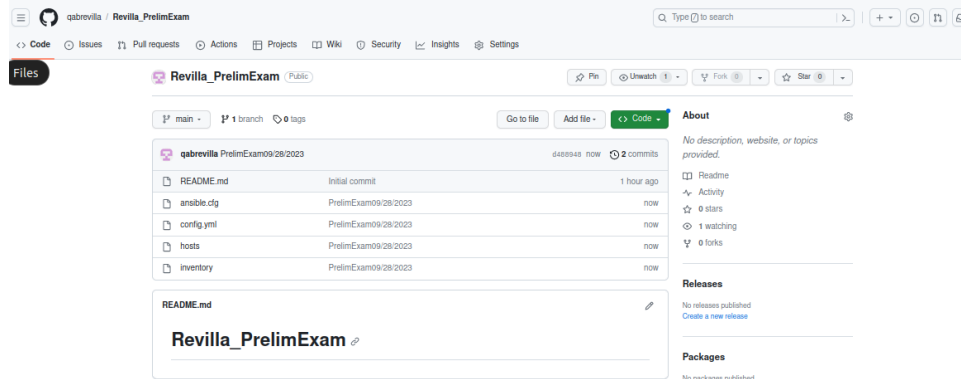 qabrevilla / Revilla_PrelimExam
Type / to search
Code Issues Pull requests Actions Projects Wiki Security Insights Settings
Files
Revilla_PrelimExam Public
Pin Unwatch 1 Fork 0 Star 0
main 1 branch 0 tags
Go to file Add file Code
qabrevilla PrelimExam09/28/2023 d488948 now 2 commits
README.md Initial commit 1 hour ago
ansible.cfg PrelimExam09/28/2023 now
config.yml PrelimExam09/28/2023 now
hosts PrelimExam09/28/2023 now
inventory PrelimExam09/28/2023 now
README.md
Revilla_PrelimExam
About
No description, website, or topics
provided.
Readme
Activity
0 stars
1 watching
0 forks
Releases
No releases published
Create a new release
Packages
No packages published